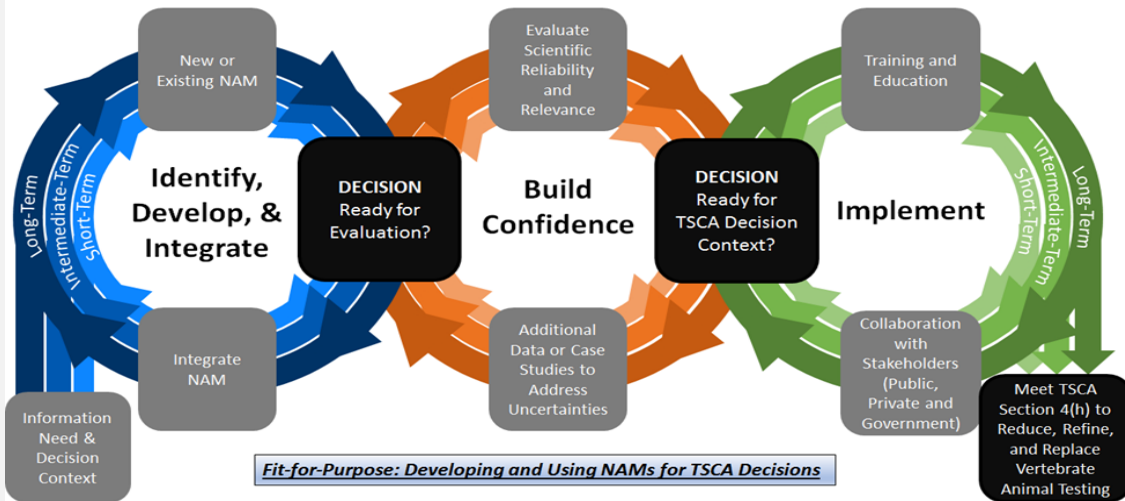 New or
Existing NAM
Long-Term
Intermediate-Term
Short-Term
Identify,
Develop, &
Integrate
Integrate
NAM
Information
Need &
Decision
Context
DECISION
Ready for
Evaluation?
Evaluate
Scientific
Reliability
and
Relevance
Build
Confidence
Additional
Data or Case
Studies to
Address
Uncertainties
DECISION
Ready for
TSCA Decision
Context?
Training and
Education
Implement
Short-Term
Intermediate-Term
Long-Term
Collaboration
with
Stakeholders
(Public,
Private and
Government)
Meet TSCA
Section 4(h) to
Reduce, Refine,
and Replace
Vertebrate
Animal Testing
Fit-for-Purpose: Developing and Using NAMs for TSCA Decisions